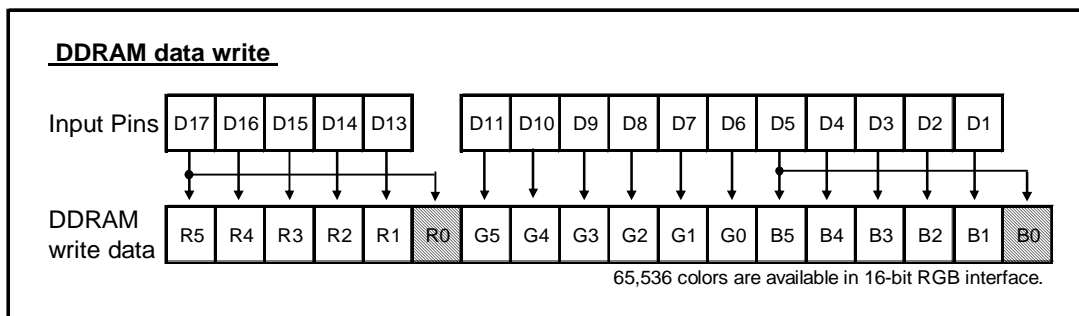 DDRAM data write
Input Pins D17 D16 D15 D14 D13 D11 D10 D9 D8 D7 D6 D5 D4 D3 D2 D1
DDRAM
write data R5 R4 R3 R2 R1 R0 G5 G4 G3 G2 G1 G0 B5 B4 B3 B2 B1 B0
65,536 colors are available in 16-bit RGB interface.